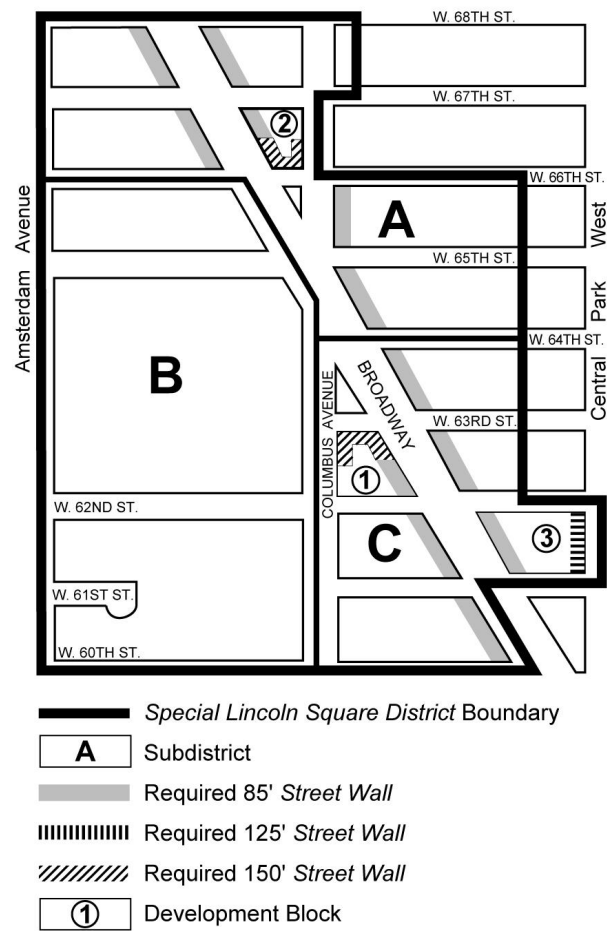 W. 68TH ST.
W. 67TH ST.
②
W. 66TH ST.
A
West
Amsterdam Avenue
W. 65TH ST.
Park
W. 64TH ST.
B
BROADWAY
Central
COLUMBUS AVENUE
W. 63RD ST.
①
W. 62ND ST.
③
C
W. 61ST ST.
W. 60TH ST.
Special Lincoln Square District Boundary
A Subdistrict
Required 85' Street Wall
Required 125' Street Wall
Required 150' Street Wall
① Development Block